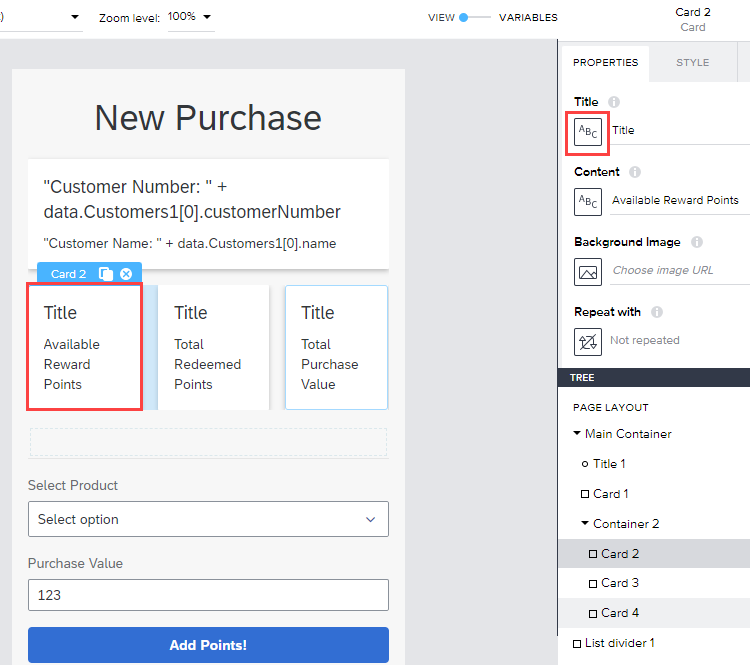 )
Zoom level: 100%
VIEW VARIABLES
Card 2
Card
New Purchase
"Customer Number: " +
data.Customers1[0].customerNumber
"Customer Name: " + data.Customers1[0].name
Card 2
Title
Available
Reward
Points
Title
Total
Redeemed
Points
Title
Total
Purchase
Value
Select Product
Select option
Purchase Value
123
Add Points!
PROPERTIES STYLE
Title
ABC Title
Content
ABC Available Reward Points
Background Image
Choose image URL
Repeat with
Not repeated
TREE
PAGE LAYOUT
Main Container
Title 1
Card 1
Container 2
Card 2
Card 3
Card 4
List divider 1